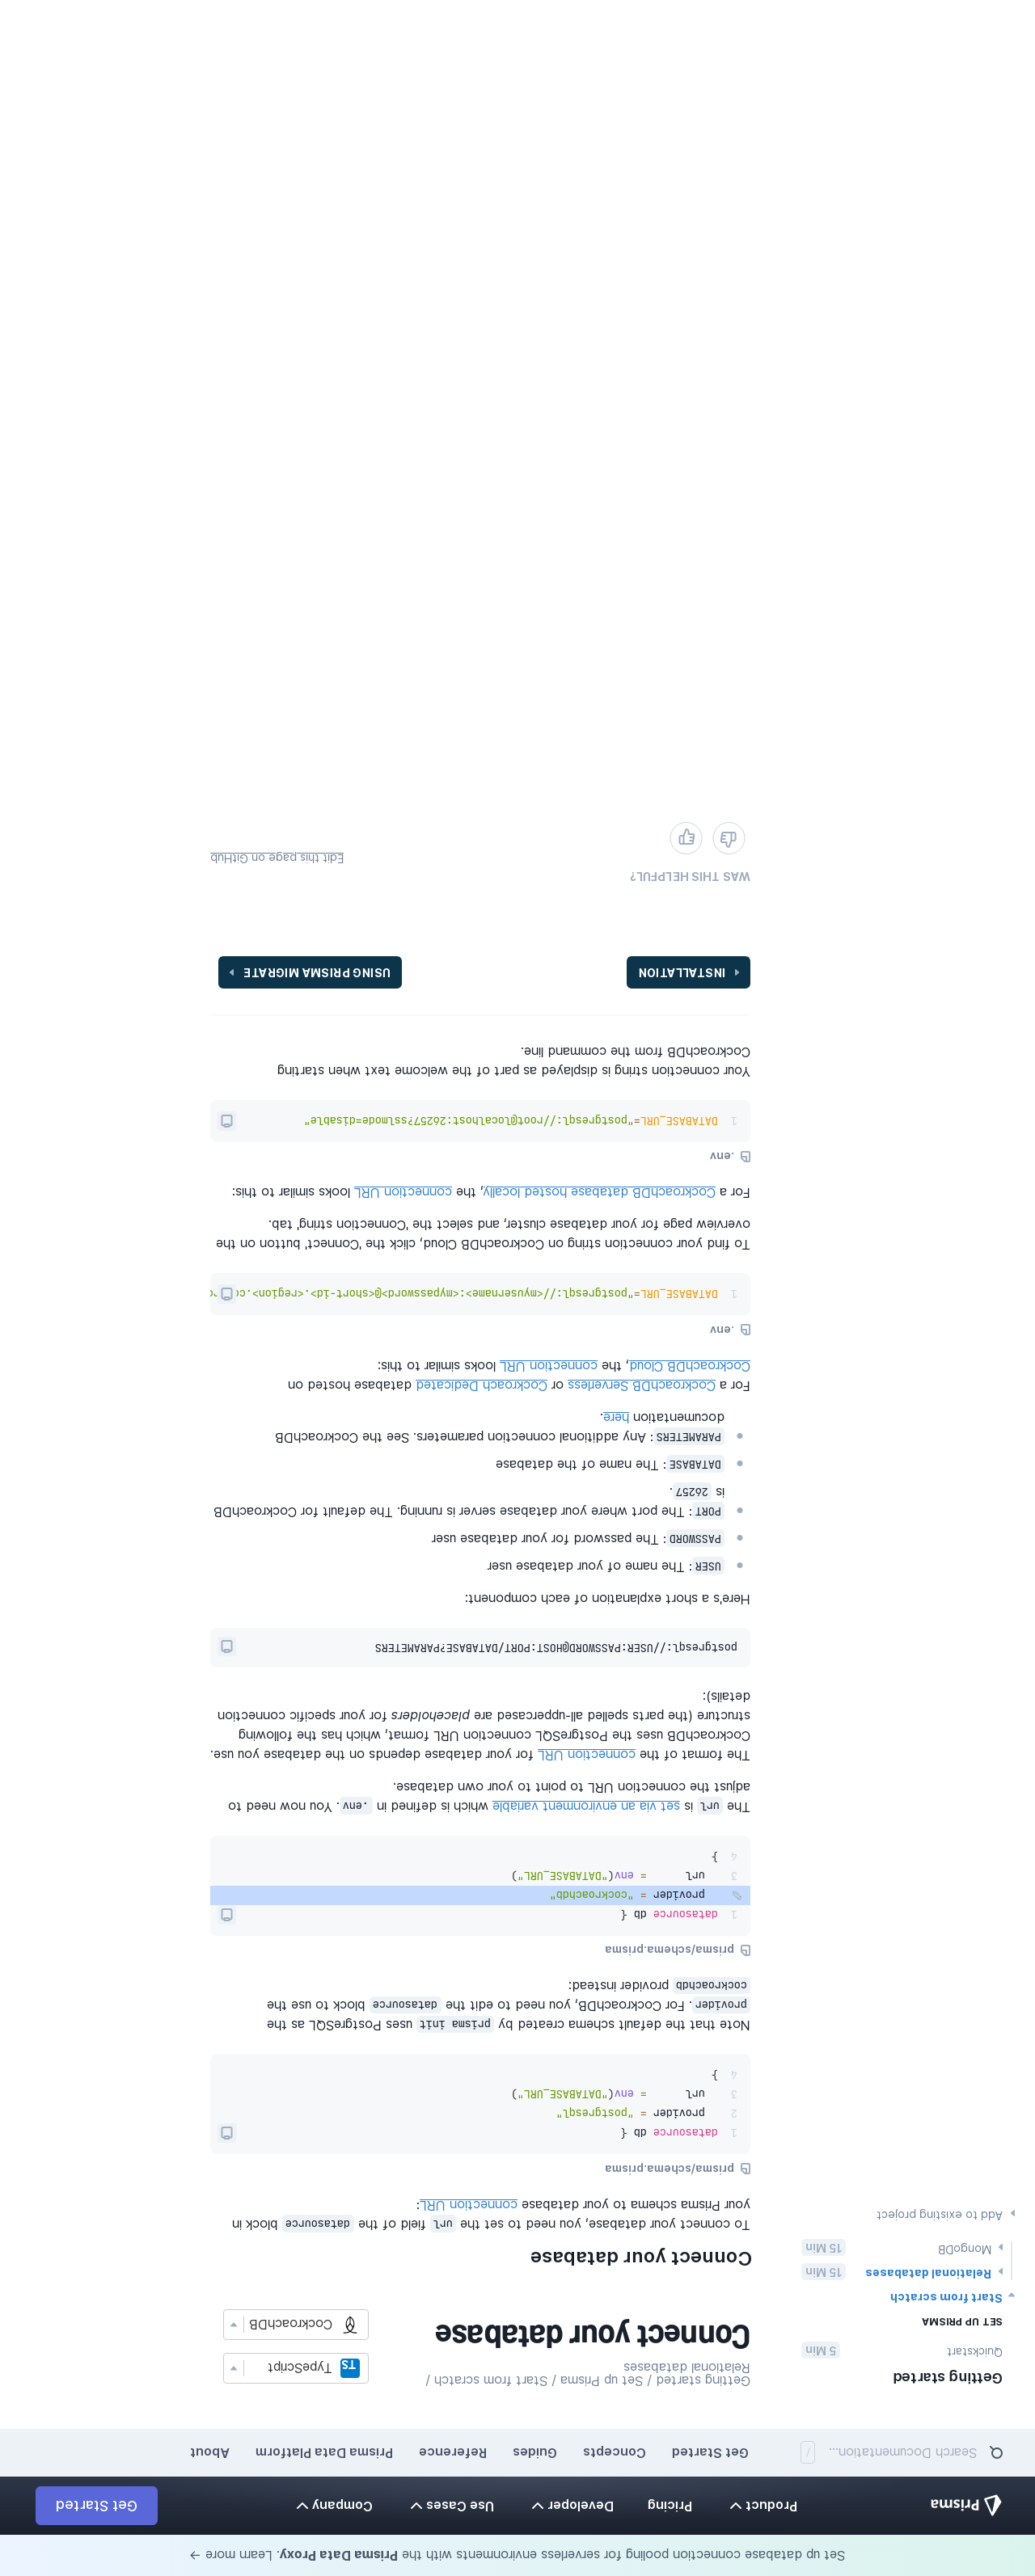 Set up database connection pooling for serverless environments with the Prisma Data Proxy. Learn more →
Prisma
Product
Pricing
Developer
Use Cases
Company
Get Started
Search Documentation...
/
Get Started
Concepts
Guides
Reference
Prisma Data Platform
About
Getting started
Quickstart
5 Min
SET UP PRISMA
Start from scratch
Relational databases
15 Min
MongoDB
15 Min
Add to existing project
Getting started / Set up Prisma / Start from scratch /
Relational databases
Connect your database
TS TypeScript
CockroachDB
Connect your database
To connect your database, you need to set the url field of the datasource block in
your Prisma schema to your database connection URL:
prisma/schema.prisma
1 datasource db {
2 provider = "postgresql"
3 url = env("DATABASE_URL")
4 }
Note that the default schema created by prisma init uses PostgreSQL as the
provider. For CockroachDB, you need to edit the datasource block to use the
cockroachdb provider instead:
prisma/schema.prisma
1 datasource db {
provider = "cockroachdb"
3 url = env("DATABASE_URL")
4 }
The url is set via an environment variable which is defined in .env. You now need to
adjust the connection URL to point to your own database.
The format of the connection URL for your database depends on the database you use.
CockroachDB uses the PostgreSQL connection URL format, which has the following
structure (the parts spelled all-uppercased are placeholders for your specific connection
details):
postgresql://USER:PASSWORD@HOST:PORT/DATABASE?PARAMETERS
Here's a short explanation of each component:
USER: The name of your database user
PASSWORD: The password for your database user
PORT: The port where your database server is running. The default for CockroachDB
is 26257.
DATABASE: The name of the database
PARAMETERS: Any additional connection parameters. See the CockroachDB
documentation here.
For a CockroachDB Serverless or Cockroach Dedicated database hosted on
CockroachDB Cloud, the connection URL looks similar to this:
.env
1 DATABASE_URL="postgresql://<myusername>:<mypassword>@<short-id>.<region>.co
To find your connection string on CockroachDB Cloud, click the 'Connect' button on the
overview page for your database cluster, and select the 'Connection string' tab.
For a CockroachDB database hosted locally, the connection URL looks similar to this:
.env
1 DATABASE_URL="postgresql://root@localhost:26257?sslmode=disable"
Your connection string is displayed as part of the welcome text when starting
CockroachDB from the command line.
INSTALLATION
USING PRISMA MIGRATE
WAS THIS HELPFUL?
Edit this page on GitHub